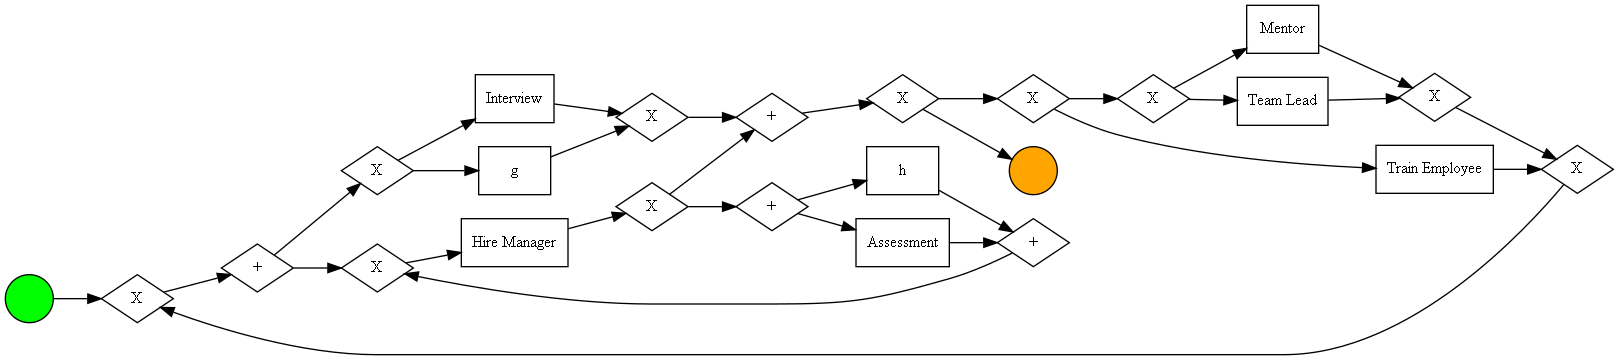 Mentor
Interview
X
+
X
X
X
X
Team Lead
X
g
h
Train Employee
X
X
X
+
Hire Manager
Assessment
+
+
X
X